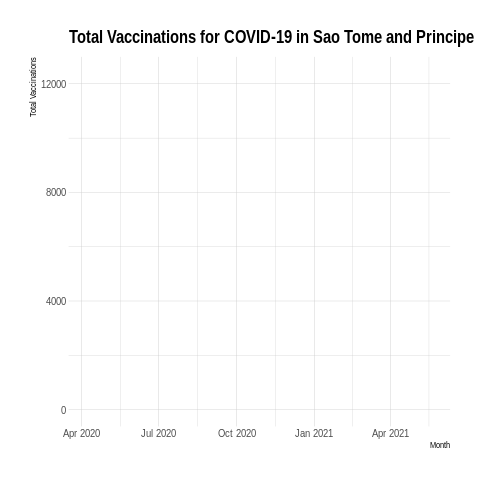 Total Vaccinations for COVID-19 in Sao Tome and Principe
Total Vaccinations
12000
8000
4000
0
Apr 2020 Jul 2020 Oct 2020 Jan 2021 Apr 2021
Month